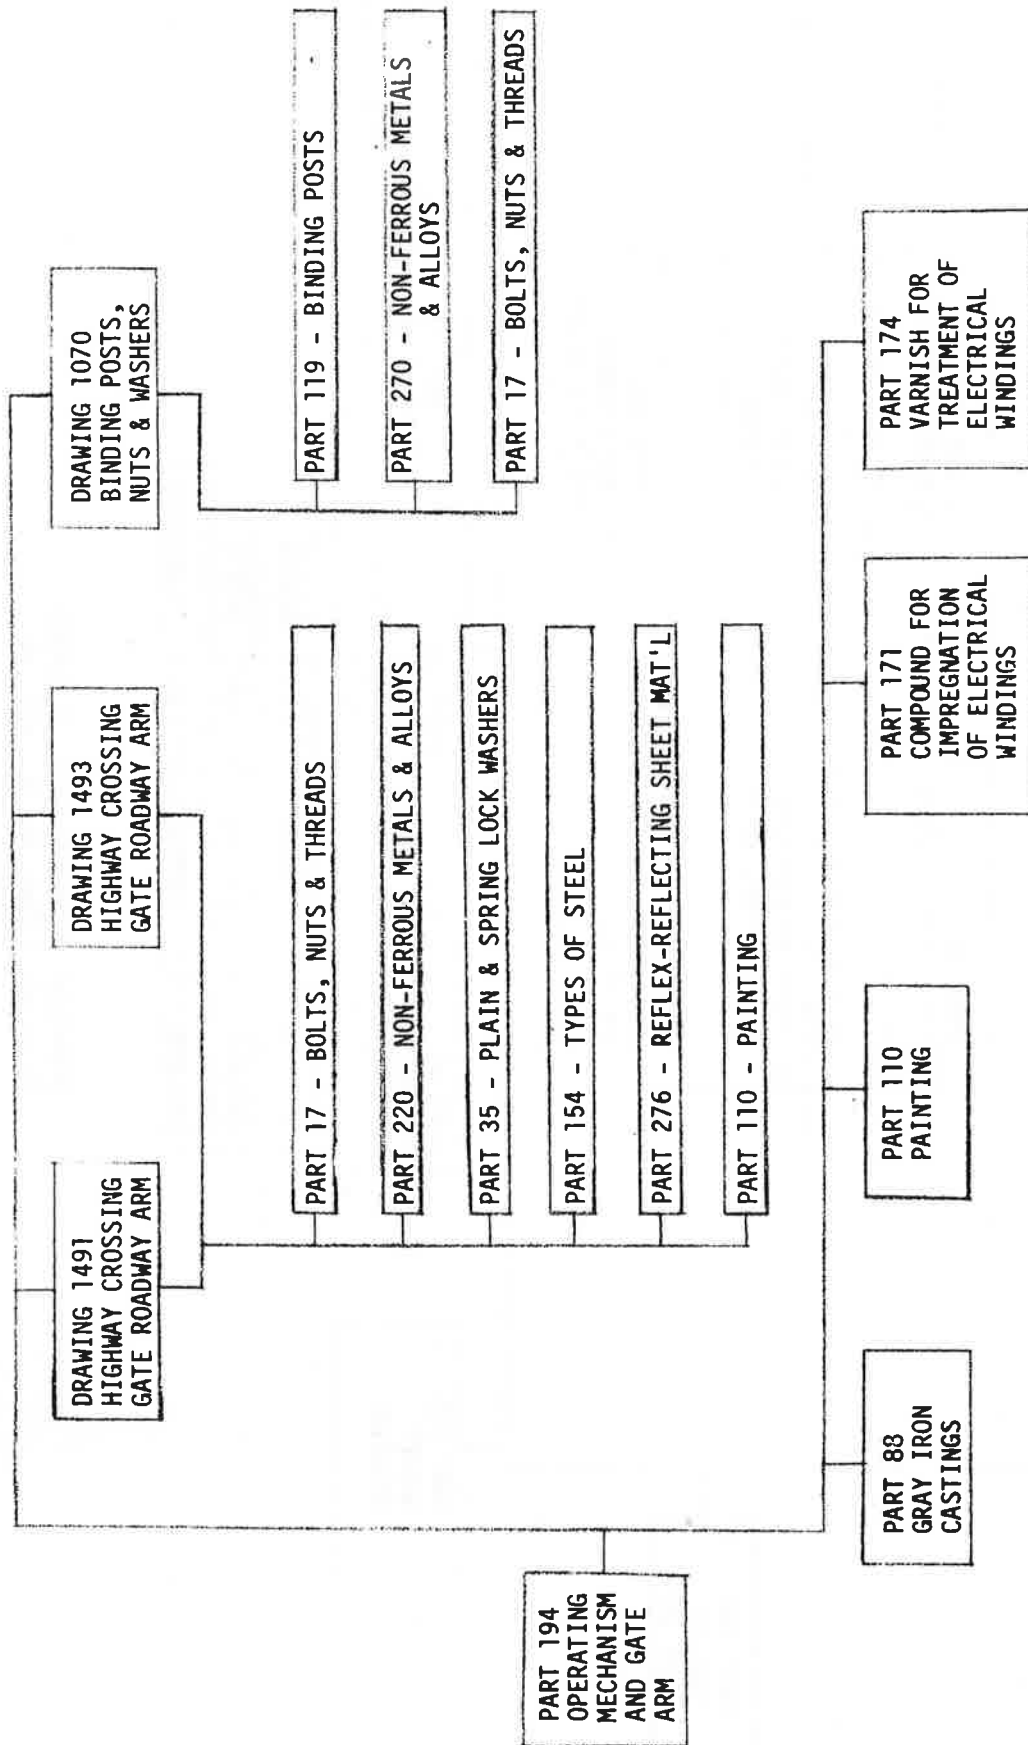 PART 194
OPERATING
MECHANISM
AND GATE
ARM
DRAWING 1491
HIGHWAY CROSSING
GATE ROADWAY ARM
DRAWING 1493
HIGHWAY CROSSING
GATE ROADWAY ARM
DRAWING 1070
BINDING POSTS,
NUTS & WASHERS
PART 17 - BOLTS, NUTS & THREADS
PART 220 - NON-FERROUS METALS & ALLOYS
PART 35 - PLAIN & SPRING LOCK WASHERS
PART 154 - TYPES OF STEEL
PART 276 - REFLEX-REFLECTING SHEET MAT'L
PART 110 - PAINTING
PART 119 - BINDING POSTS
PART 270 - NON-FERROUS METALS
& ALLOYS
PART 17 - BOLTS, NUTS & THREADS
PART 88
GRAY IRON
CASTINGS
PART 110
PAINTING
PART 171
COMPOUND FOR
IMPREGNATION
OF ELECTRICAL
WINDINGS
PART 174
VARNISH FOR
TREATMENT OF
ELECTRICAL
WINDINGS